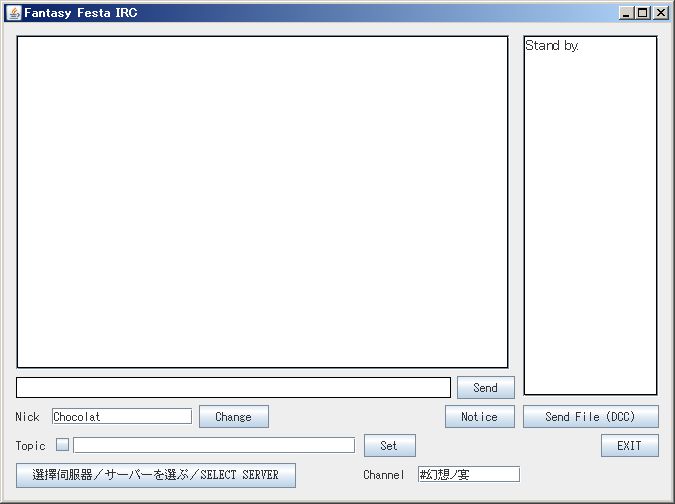 Fantasy Festa IRC
Stand by.
Send
Nick Chocolat Change Notice Send File (DCC)
Topic Set EXIT
選擇伺服器／サーバーを選ぶ／SELECT SERVER Channel #幻想ノ宴